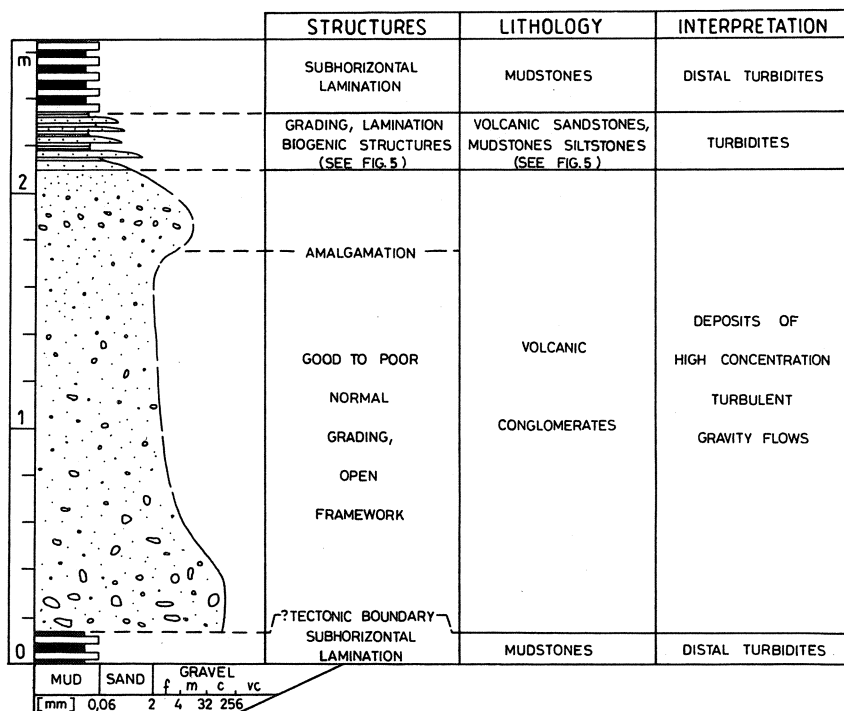 STRUCTURES LITHOLOGY INTERPRETATION
m
SUBHORIZONTAL
LAMINATION
MUDSTONES
DISTAL TURBIDITES
GRADING, LAMINATION
BIOGENIC STRUCTURES
(SEE FIG.5)
VOLCANIC SANDSTONES,
MUDSTONES SILTSTONES
(SEE FIG.5)
TURBIDITES
2
AMALGAMATION
GOOD TO POOR
NORMAL
GRADING,
OPEN
FRAMEWORK
VOLCANIC
CONGLOMERATES
DEPOSITS OF
HIGH CONCENTRATION
TURBULENT
GRAVITY FLOWS
1
?TECTONIC BOUNDARY
SUBHORIZONTAL
LAMINATION
MUDSTONES
DISTAL TURBIDITES
0
MUD SAND GRAVEL
f m c vc
[mm] 0,06 2 4 32 256